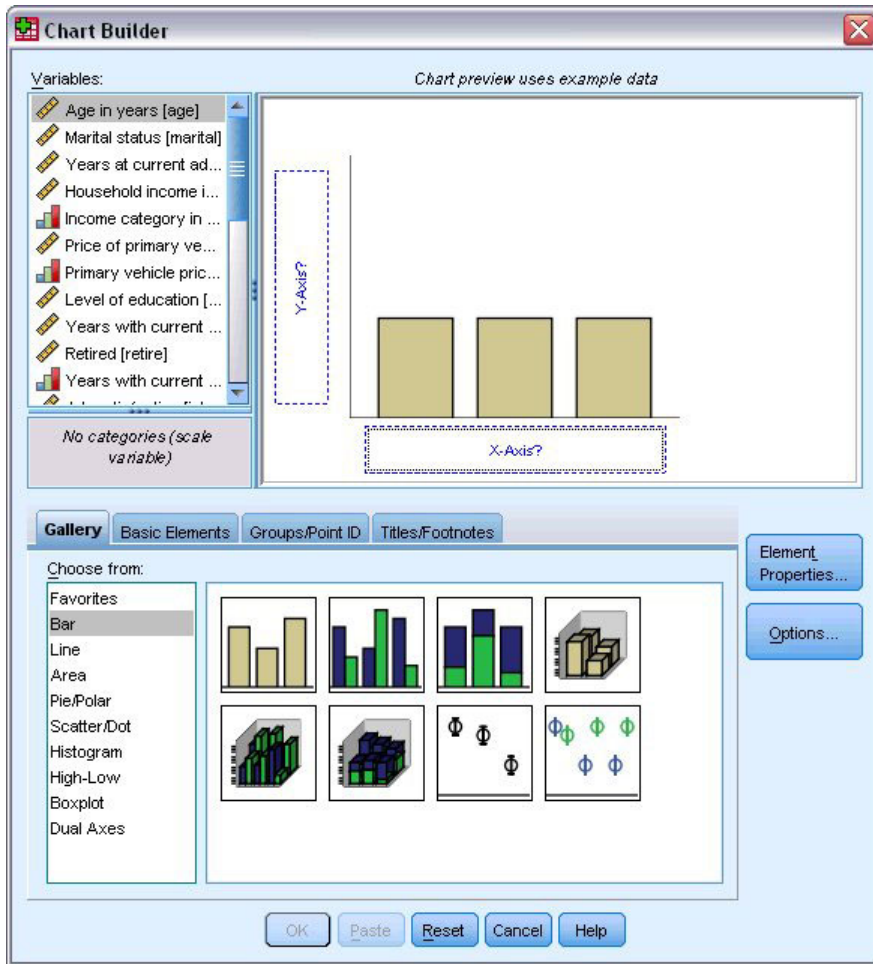 Chart Builder
Variables:
Chart preview uses example data
Age in years [age]
Marital status [marital]
Years at current ad...
Household income i...
Income category in ...
Price of primary ve...
Primary vehicle pric...
Level of education [...
Years with current ...
Retired [retire]
Years with current ...
No categories (scale
variable)
Y-Axis?
X-Axis?
Gallery
Basic Elements
Groups/Point ID
Titles/Footnotes
Choose from:
Favorites
Bar
Line
Area
Pie/Polar
Scatter/Dot
Histogram
High-Low
Boxplot
Dual Axes
Element
Properties...
Options...
OK
Paste
Reset
Cancel
Help